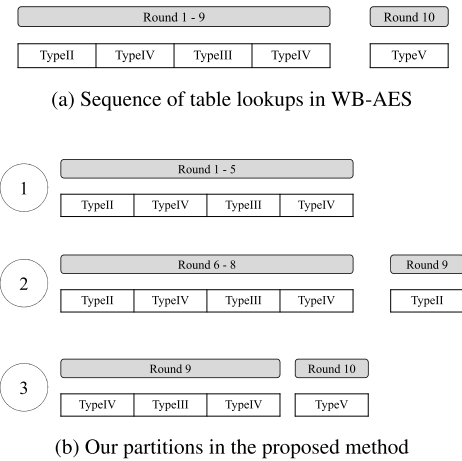 Round 1 - 9 Round 10
TypeII TypeIV TypeIII TypeIV TypeV
(a) Sequence of table lookups in WB-AES
Round 1 - 5
1
TypeII TypeIV TypeIII TypeIV
Round 6 - 8 Round 9
2
TypeII TypeIV TypeIII TypeIV TypeII
Round 9 Round 10
3
TypeIV TypeIII TypeIV TypeV
(b) Our partitions in the proposed method